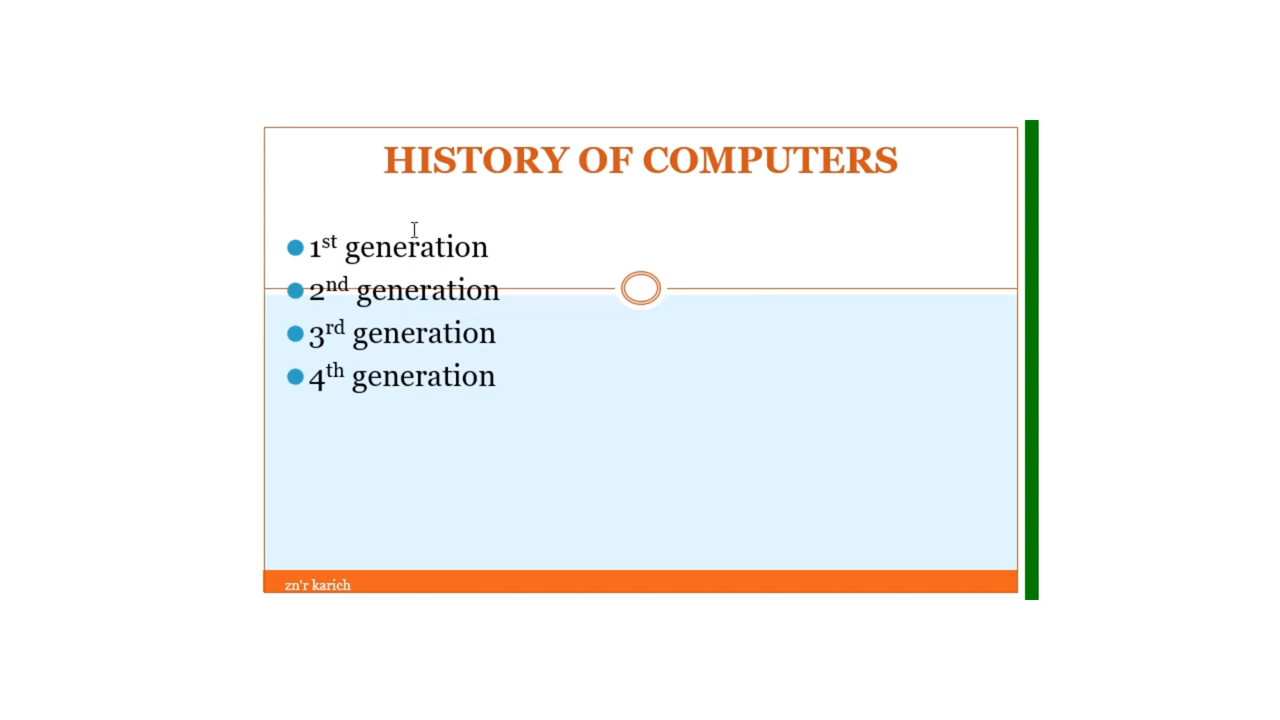 HISTORY OF COMPUTERS
1st generation
2nd generation
3rd generation
4th generation
zn'r karich